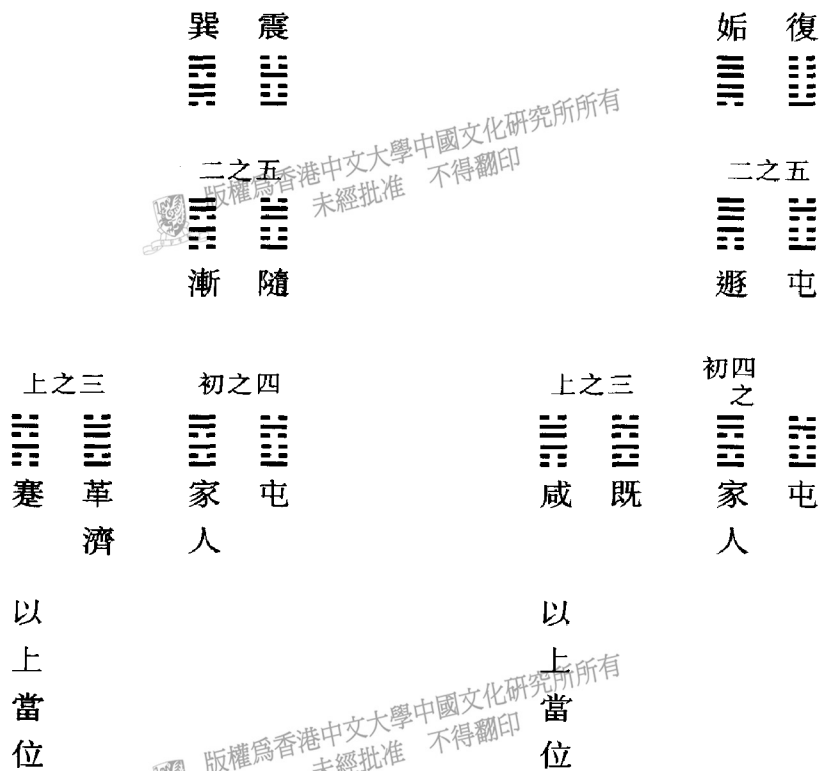 復 姤
二之五
屯 遯
初四之
屯 家人
上之三
既 咸
以上當位
震 巽
二之五
隨 漸
初之四
屯 家人
上之三
革濟 蹇
以上當位
版權爲香港中文大學中國文化研究所所有
未經批准 不得翻印
版權爲香港中文大學中國文化研究所所有
未經批准 不得翻印